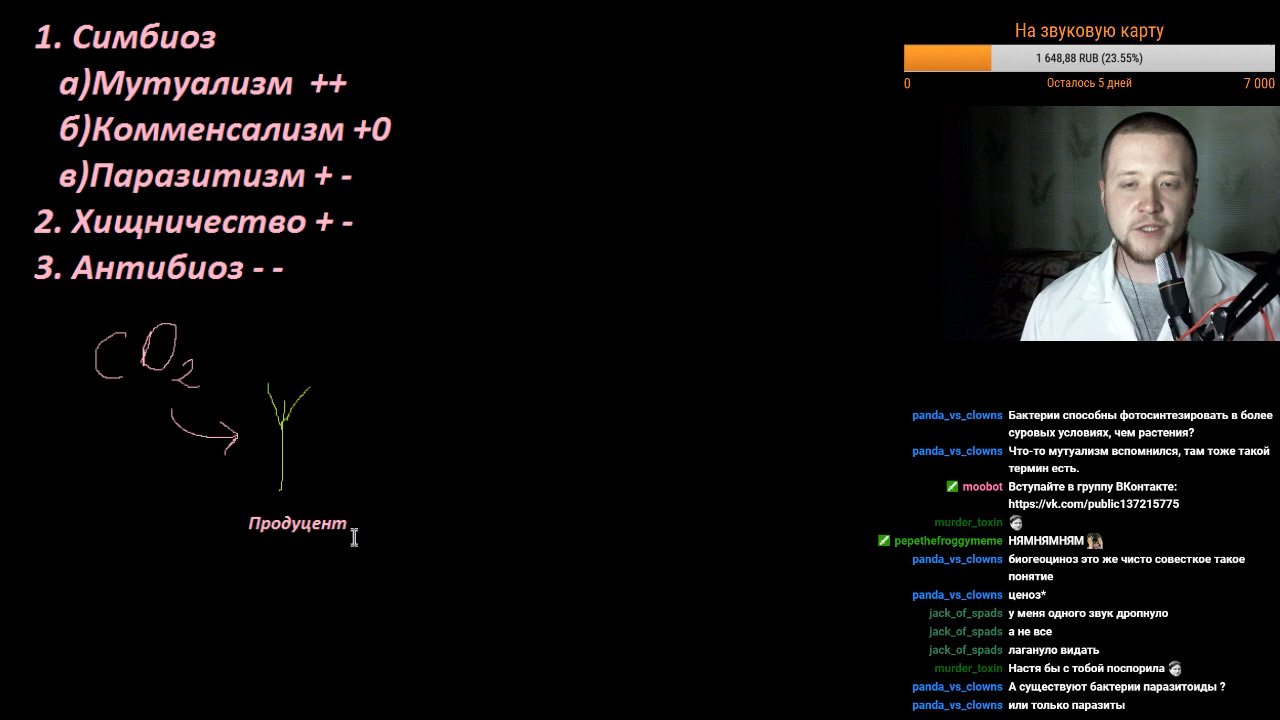 1. Симбиоз
а)Мутуализм ++
б)Комменсализм +0
в)Паразитизм + -
2. Хищничество + -
3. Антибиоз - -
CO2
Продуцент
На звуковую карту
1 648,88 RUB (23.55%)
0 Осталось 5 дней 7 000
panda_vs_clowns Бактерии способны фотосинтезировать в более
суровых условиях, чем растения?
panda_vs_clowns Что-то мутуализм вспомнился, там тоже такой
термин есть.
moobot Вступайте в группу ВКонтакте:
https://vk.com/public137215775
murder_toxin
pepethefroggymeme НЯМНЯМНЯМ
panda_vs_clowns биогеоциноз это же чисто совесткое такое
понятие
panda_vs_clowns ценоз*
jack_of_spads у меня одного звук дропнуло
jack_of_spads а не все
jack_of_spads лагануло видать
murder_toxin Настя бы с тобой поспорила
panda_vs_clowns А существуют бактерии паразитоиды ?
panda_vs_clowns или только паразиты